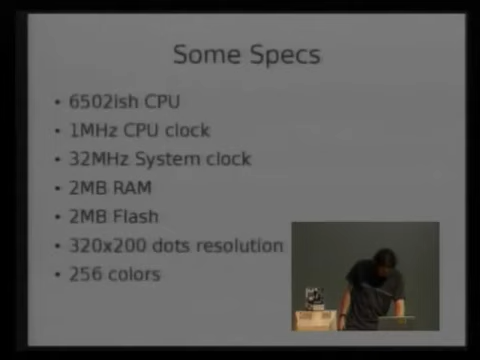 Some Specs
• 6502ish CPU
• 1MHz CPU clock
• 32MHz System clock
• 2MB RAM
• 2MB Flash
• 320x200 dots resolution
• 256 colors